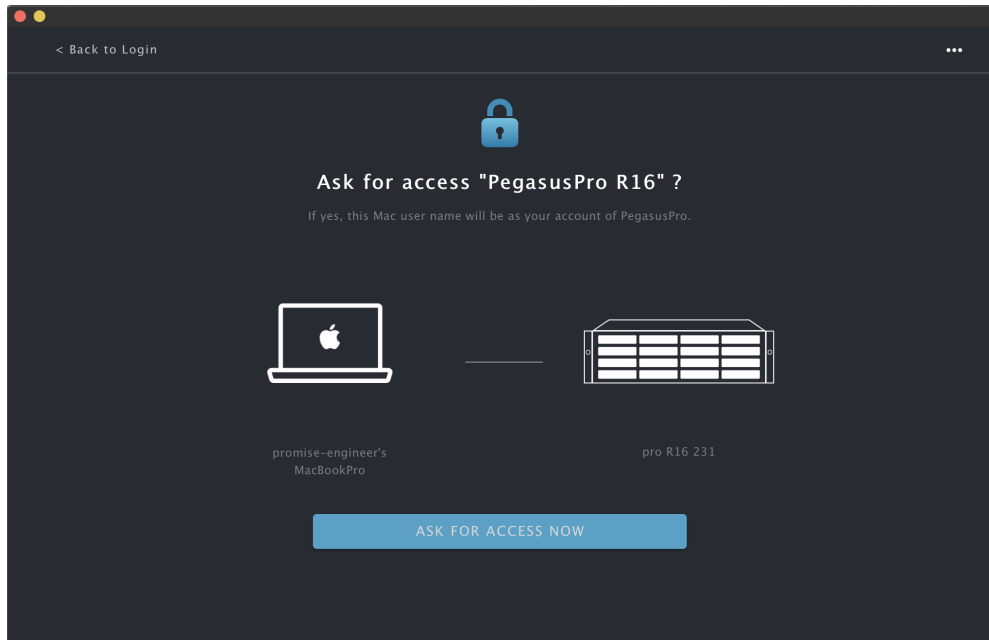 < Back to Login
•••
Ask for access "PegasusPro R16" ?
If yes, this Mac user name will be as your account of PegasusPro.
promise-engineer's
MacBookPro
pro R16 231
ASK FOR ACCESS NOW